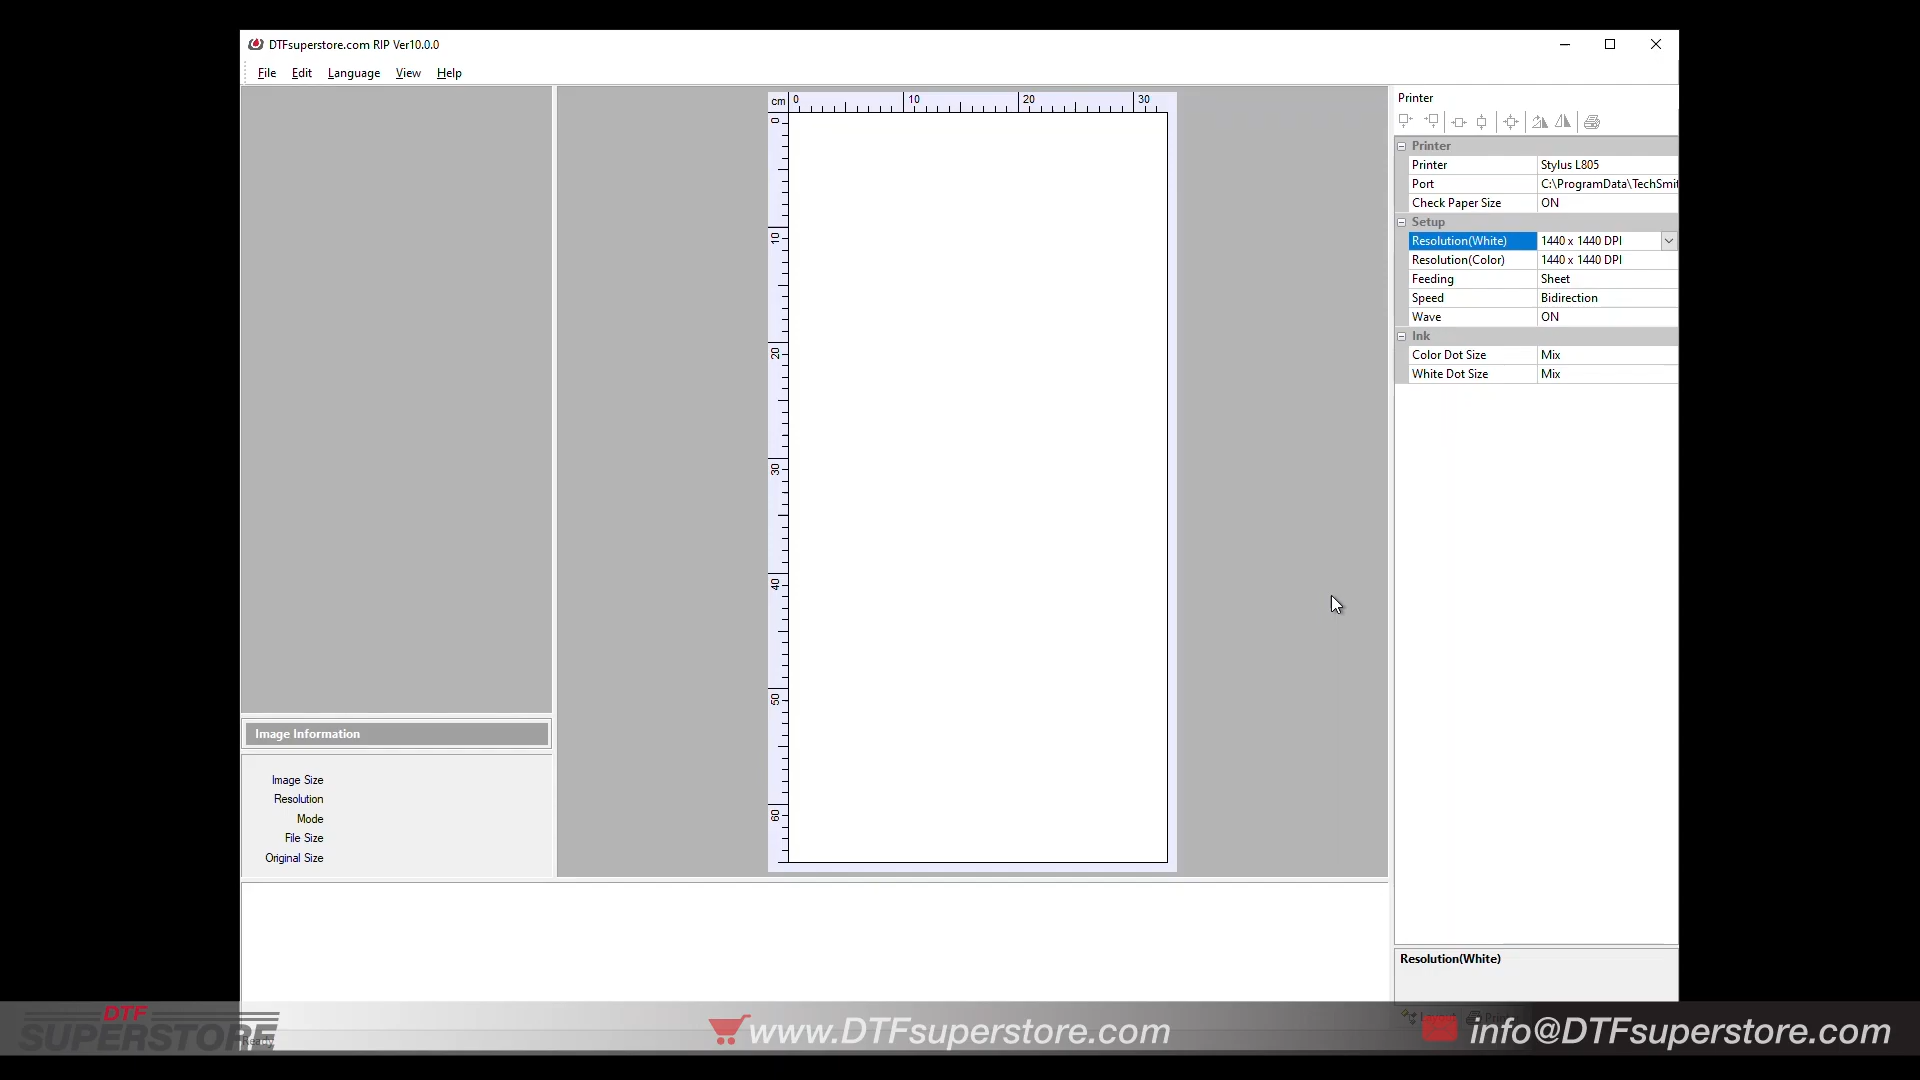 DTFsuperstore.com RIP Ver10.0.0
File Edit Language View Help
cm 0 10 20 30
0
10
20
30
40
50
60
Image Information
Image Size
Resolution
Mode
File Size
Original Size
Printer
Printer
Printer Stylus L805
Port C:\ProgramData\TechSmit
Check Paper Size ON
Setup
Resolution(White) 1440 x 1440 DPI
Resolution(Color) 1440 x 1440 DPI
Feeding Sheet
Speed Bidirection
Wave ON
Ink
Color Dot Size Mix
White Dot Size Mix
Resolution(White)
DTF
SUPERSTORE
Ready
www.DTFsuperstore.com
info@DTFsuperstore.com